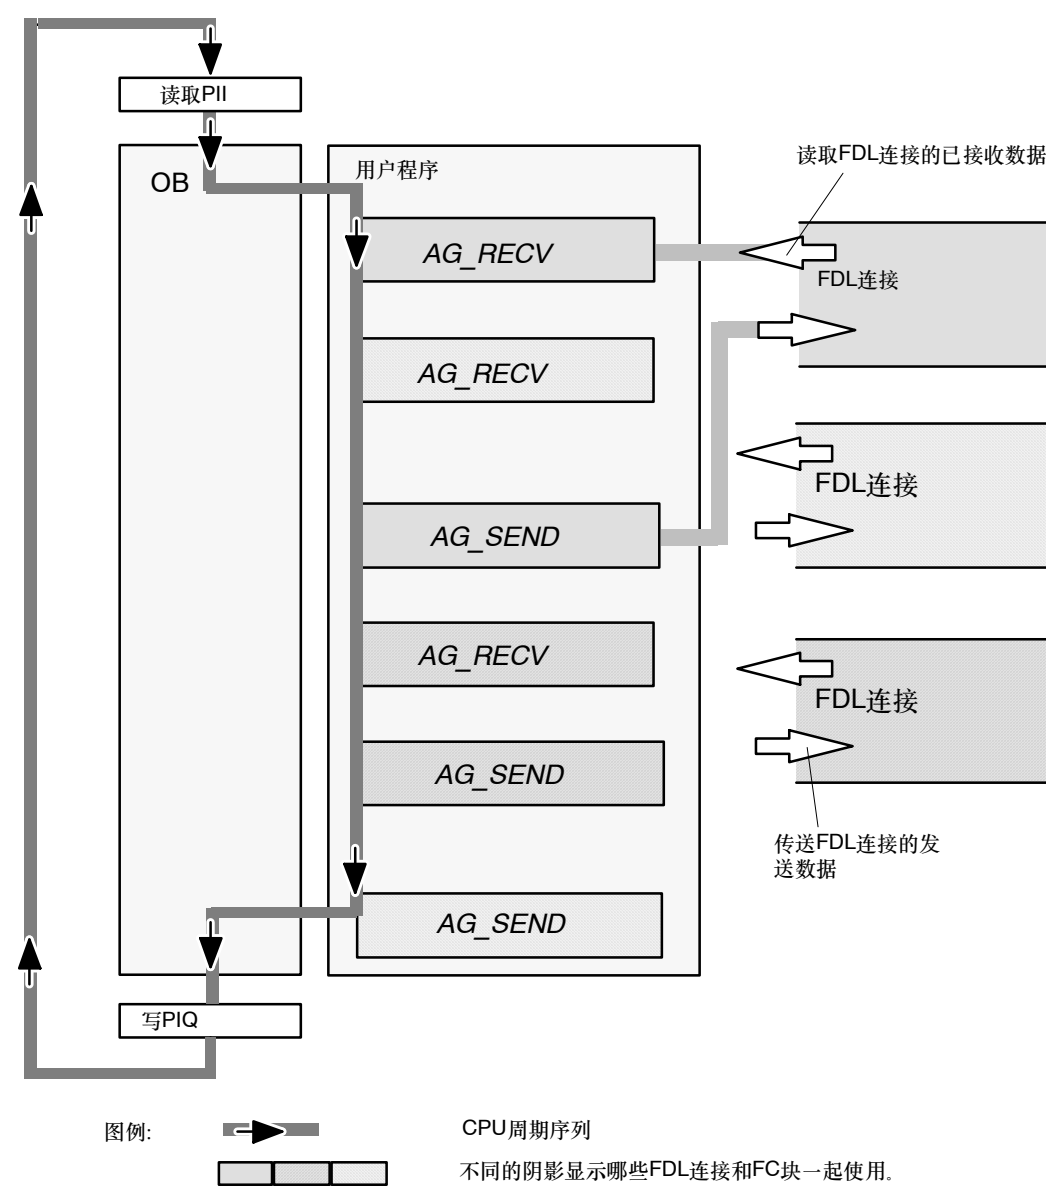 读取PII
读取FDL连接的已接收数据
OB
用户程序
AG_RECV
FDL连接
AG_RECV
FDL连接
AG_SEND
AG_RECV
FDL连接
AG_SEND
传送FDL连接的发
送数据
AG_SEND
写PIQ
图例:
CPU周期序列
不同的阴影显示哪些FDL连接和FC块一起使用.